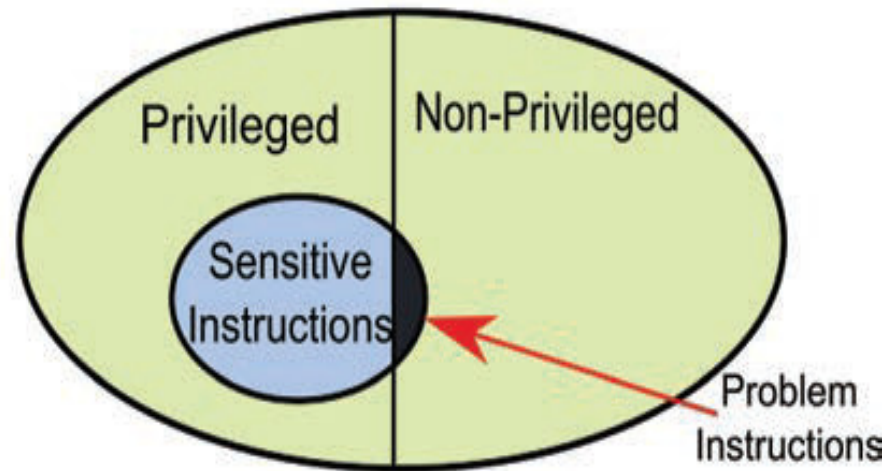 Privileged
Non-Privileged
Sensitive
Instructions
Problem
Instructions